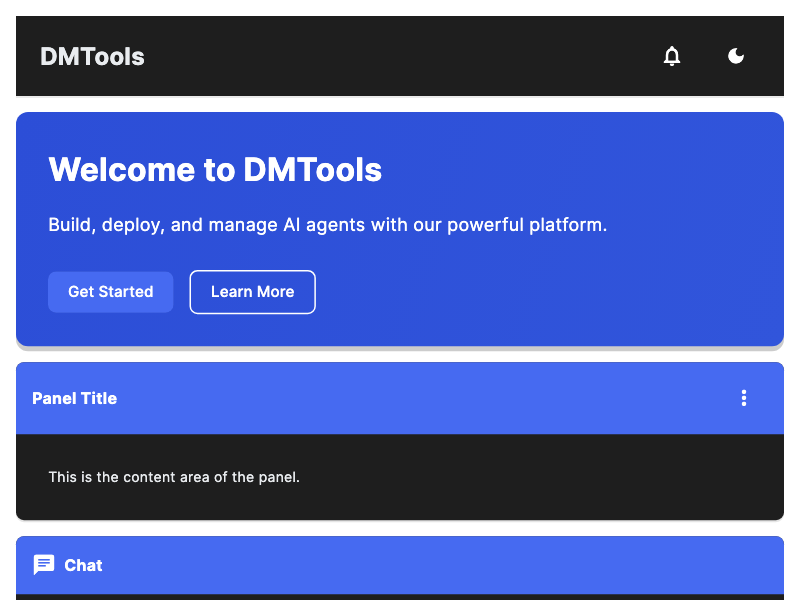 DMTools
Welcome to DMTools
Build, deploy, and manage AI agents with our powerful platform.
Get Started
Learn More
Panel Title
This is the content area of the panel.
Chat